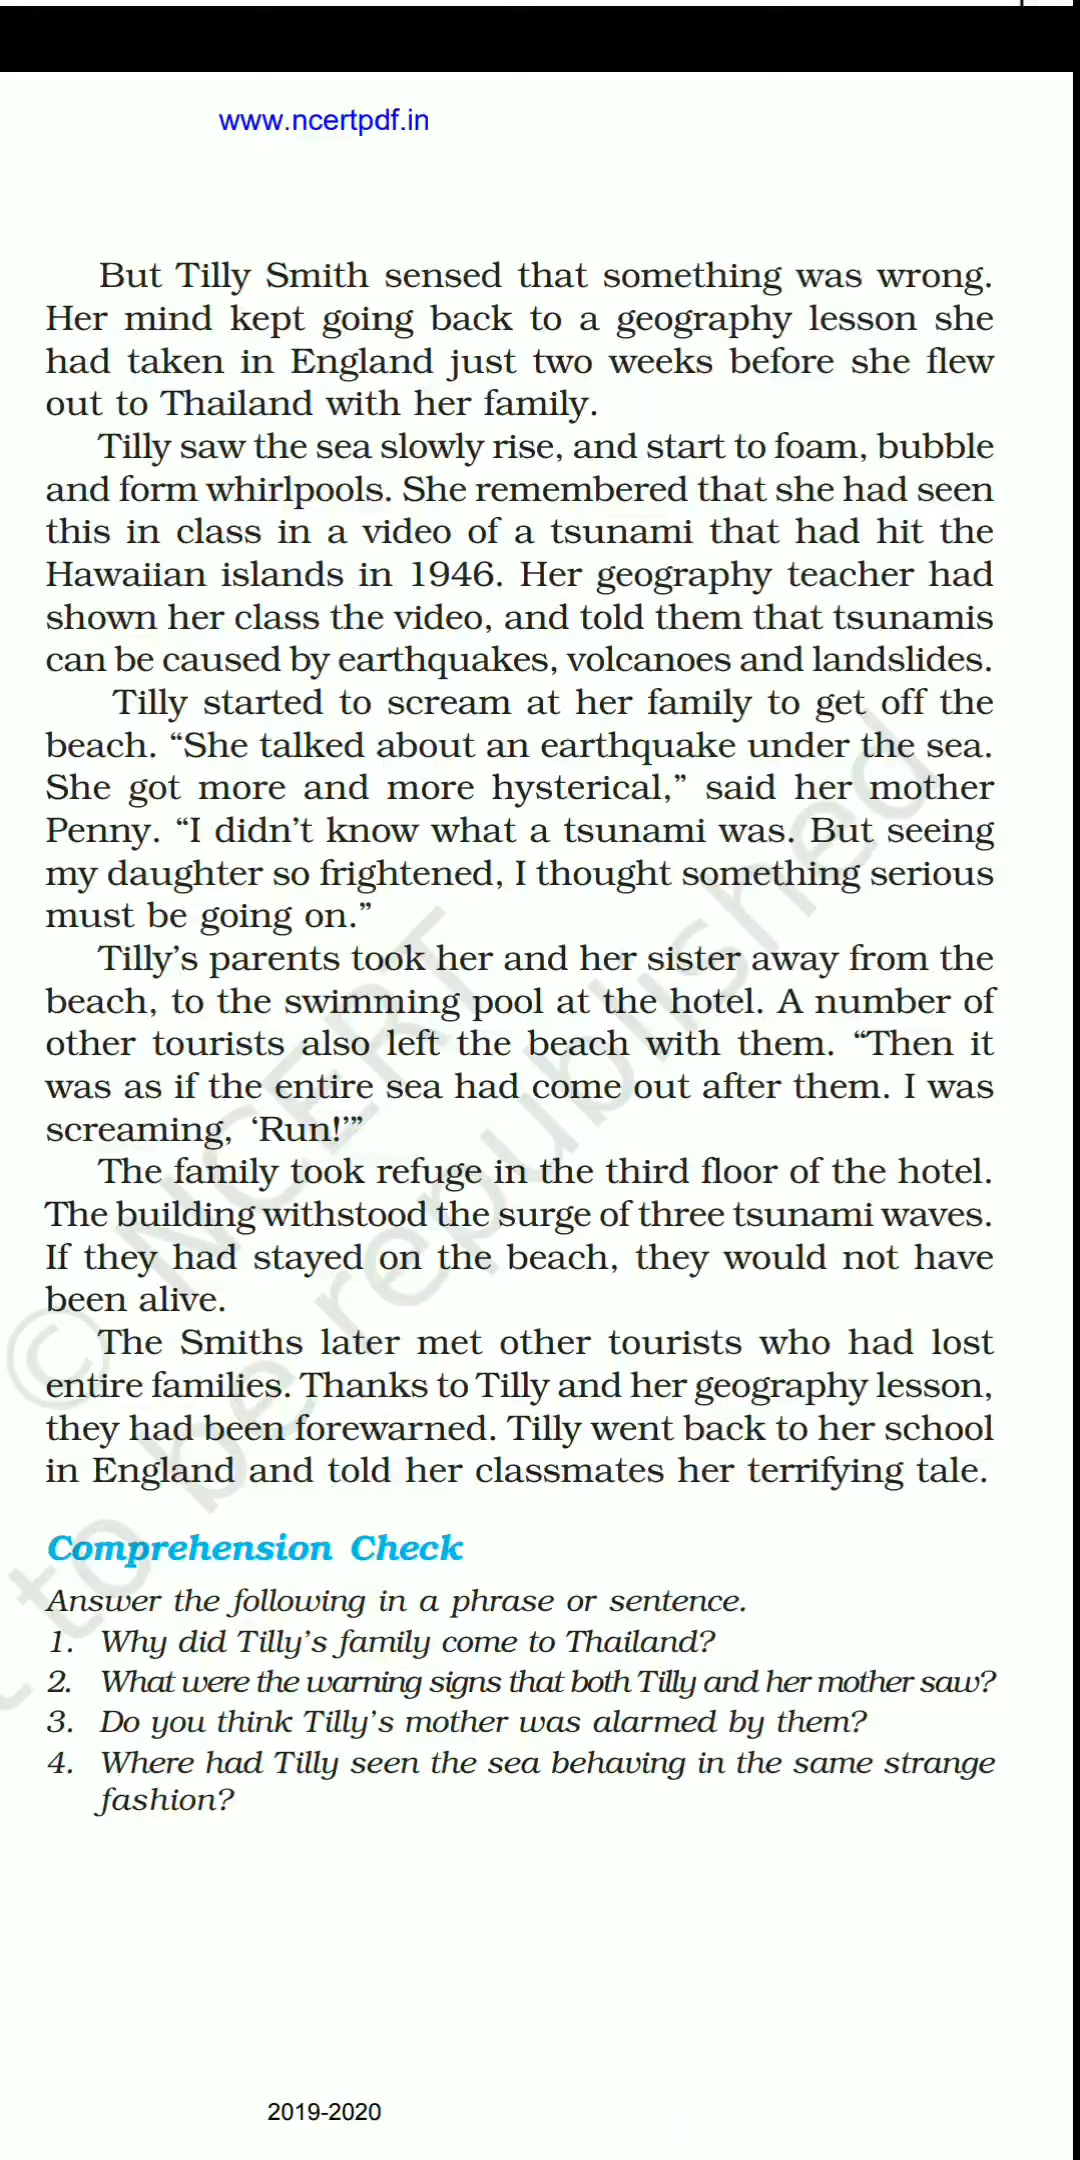 www.ncertpdf.in
But Tilly Smith sensed that something was wrong.
Her mind kept going back to a geography lesson she
had taken in England just two weeks before she flew
out to Thailand with her family.
Tilly saw the sea slowly rise, and start to foam, bubble
and form whirlpools. She remembered that she had seen
this in class in a video of a tsunami that had hit the
Hawaiian islands in 1946. Her geography teacher had
shown her class the video, and told them that tsunamis
can be caused by earthquakes, volcanoes and landslides.
Tilly started to scream at her family to get off the
beach. “She talked about an earthquake under the sea.
She got more and more hysterical,” said her mother
Penny. “I didn’t know what a tsunami was. But seeing
my daughter so frightened, I thought something serious
must be going on.”
Tilly’s parents took her and her sister away from the
beach, to the swimming pool at the hotel. A number of
other tourists also left the beach with them. “Then it
was as if the entire sea had come out after them. I was
screaming, ‘Run!’”
The family took refuge in the third floor of the hotel.
The building withstood the surge of three tsunami waves.
If they had stayed on the beach, they would not have
been alive.
The Smiths later met other tourists who had lost
entire families. Thanks to Tilly and her geography lesson,
they had been forewarned. Tilly went back to her school
in England and told her classmates her terrifying tale.
Comprehension Check
Answer the following in a phrase or sentence.
1. Why did Tilly’s family come to Thailand?
2. What were the warning signs that both Tilly and her mother saw?
3. Do you think Tilly’s mother was alarmed by them?
4. Where had Tilly seen the sea behaving in the same strange
fashion?
© NCERT
to be republished
2019-2020